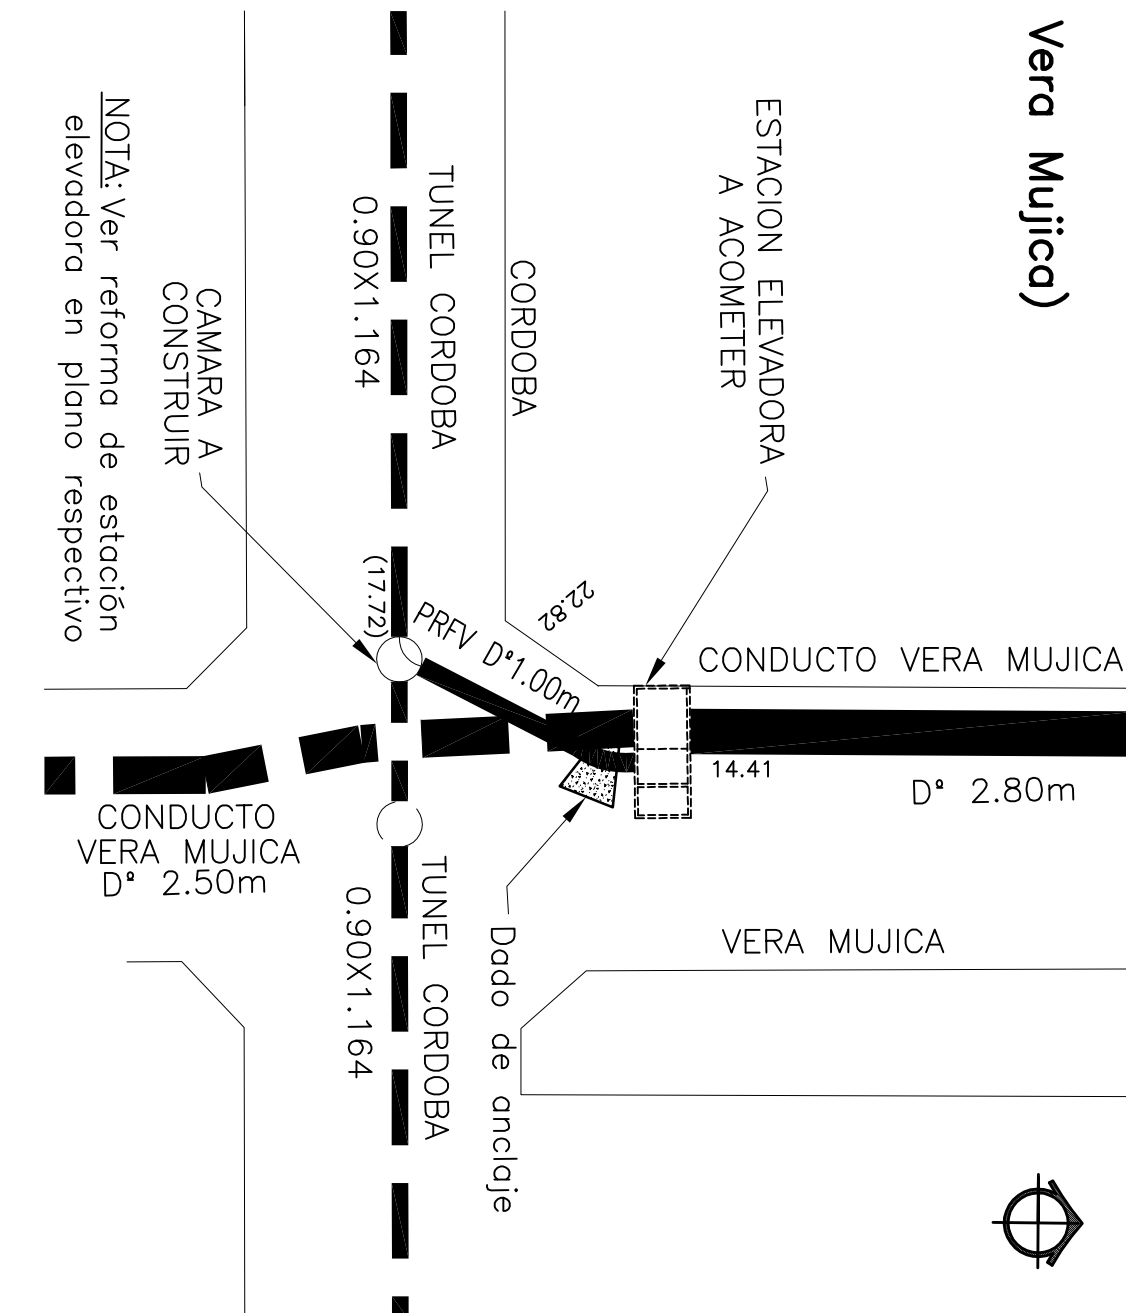 Vera Mujica)
ESTACION ELEVADORA
A ACOMETER
CORDOBA
TUNEL CORDOBA
0.90X1.164
CAMARA A
CONSTRUIR
NOTA: Ver reforma de estación
elevadora en plano respectivo
(17.72)
PRFV Dº1.00m
22.82
CONDUCTO VERA MUJICA
14.41
Dº 2.80m
CONDUCTO
VERA MUJICA
Dº 2.50m
TUNEL CORDOBA
0.90X1.164
Dado de anclaje
VERA MUJICA